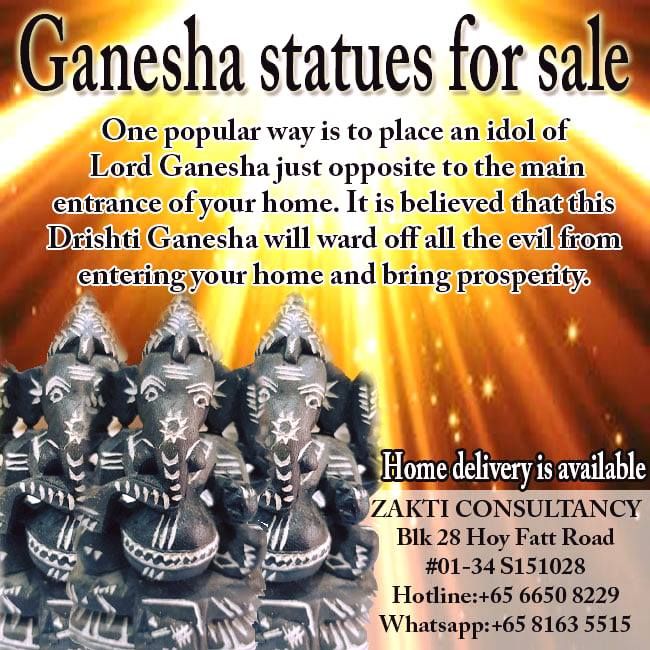 Ganesha statues for sale
One popular way is to place an idol of
Lord Ganesha just opposite to the main
entrance of your home. It is believed that this
Drishti Ganesha will ward off all the evil from
entering your home and bring prosperity.
Home delivery is available
ZAKTI CONSULTANCY
Blk 28 Hoy Fatt Road
#01-34 S151028
Hotline:+65 6650 8229
Whatsapp:+65 8163 5515